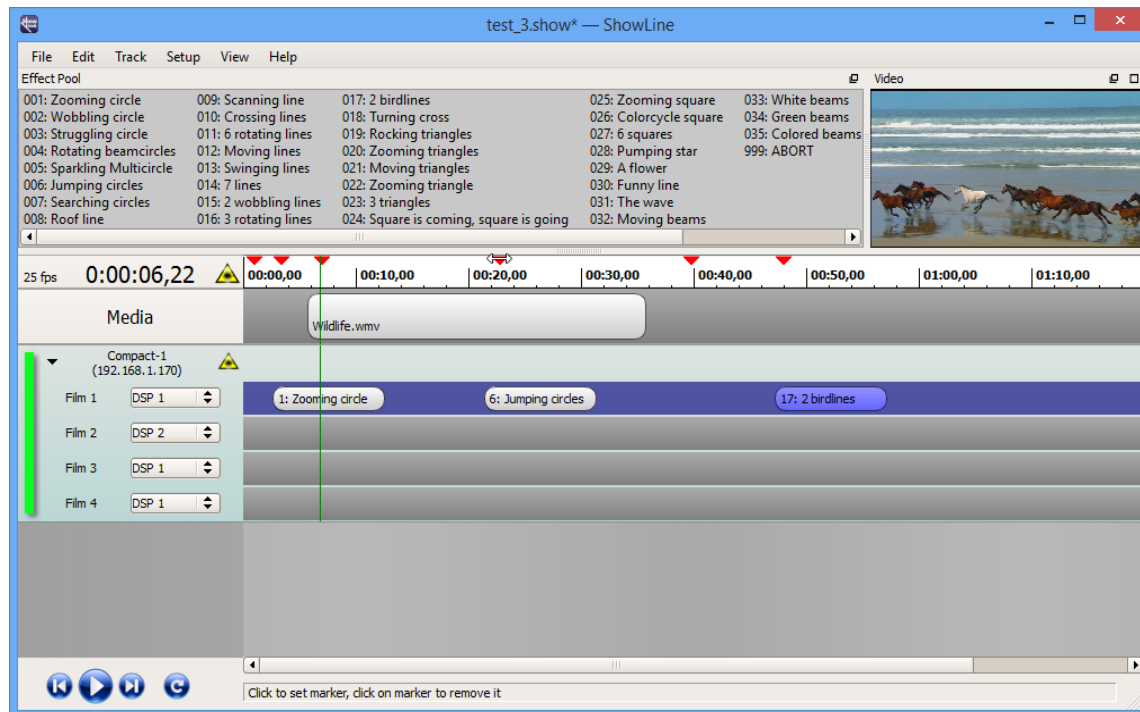 test_3.show* — ShowLine
File Edit Track Setup View Help
Effect Pool
Video
001: Zooming circle
002: Wobbling circle
003: Struggling circle
004: Rotating beamcircles
005: Sparkling Multicircle
006: Jumping circles
007: Searching circles
008: Roof line
009: Scanning line
010: Crossing lines
011: 6 rotating lines
012: Moving lines
013: Swinging lines
014: 7 lines
015: 2 wobbling lines
016: 3 rotating lines
017: 2 birdlines
018: Turning cross
019: Rocking triangles
020: Zooming triangles
021: Moving triangles
022: Zooming triangle
023: 3 triangles
024: Square is coming, square is going
025: Zooming square
026: Colorcycle square
027: 6 squares
028: Pumping star
029: A flower
030: Funny line
031: The wave
032: Moving beams
033: White beams
034: Green beams
035: Colored beams
999: ABORT
25 fps 0:00:06,22 00:00,00 00:10,00 00:20,00 00:30,00 00:40,00 00:50,00 01:00,00 01:10,00
Media
Wildlife.wmv
Compact-1
(192.168.1.170)
Film 1 DSP 1 1: Zooming circle 6: Jumping circles 17: 2 birdlines
Film 2 DSP 2
Film 3 DSP 1
Film 4 DSP 1
Click to set marker, click on marker to remove it